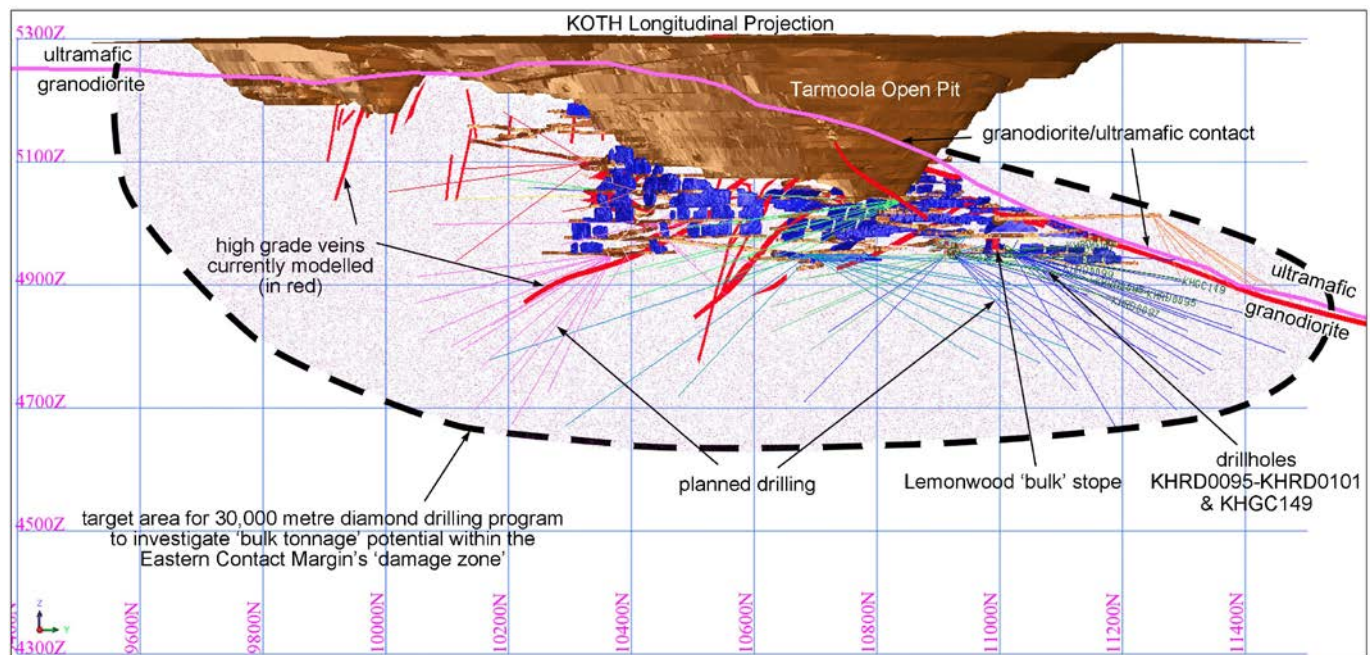 KOTH Longitudinal Projection
5300Z
ultramafic
granodiorite
Tarmoola Open Pit
granodiorite/ultramafic contact
5100Z
high grade veins
currently modelled
(in red)
4900Z
KHGC149
ultramafic
granodiorite
4700Z
planned drilling
Lemonwood 'bulk' stope
drillholes
KHRD0095-KHRD0101
& KHGC149
target area for 30,000 metre diamond drilling program
to investigate 'bulk tonnage' potential within the
Eastern Contact Margin's 'damage zone'
4500Z
9600N
9800N
10000N
10200N
10400N
10600N
10800N
11000N
11200N
11400N
Z
Y
4300Z